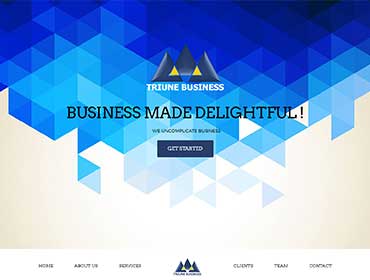 TRIUNE BUSINESS
BUSINESS MADE DELIGHTFUL !
WE UNCOMPLICATE BUSINESS
GET STARTED
HOME ABOUT US SERVICES TRIUNE BUSINESS CLIENTS TEAM CONTACT